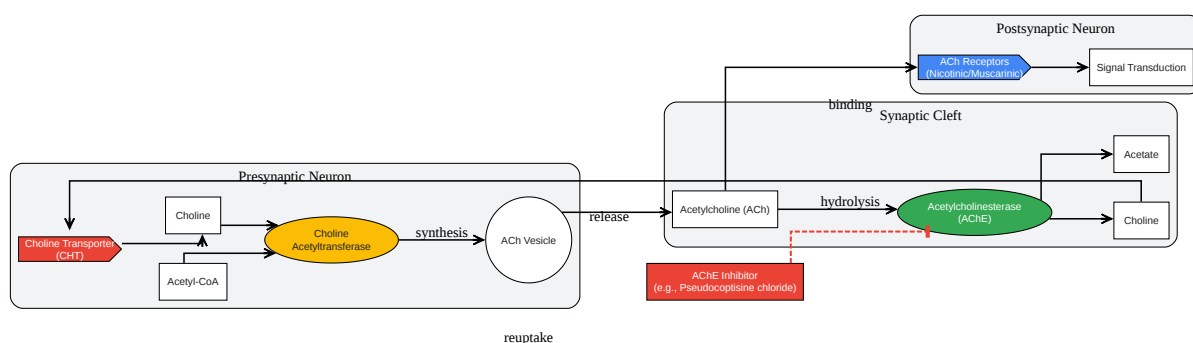 Postsynaptic Neuron
ACh Receptors
(Nicotinic/Muscarinic)
Signal Transduction
binding
Synaptic Cleft
Acetate
Presynaptic Neuron
Choline
Acetylcholine (ACh)
hydrolysis
Acetylcholinesterase
(AChE)
Choline
release
Choline Transporter
(CHT)
Choline
Acetyltransferase
synthesis
ACh Vesicle
Acetyl-CoA
AChE Inhibitor
(e.g., Pseudocoptisine chloride)
reuptake